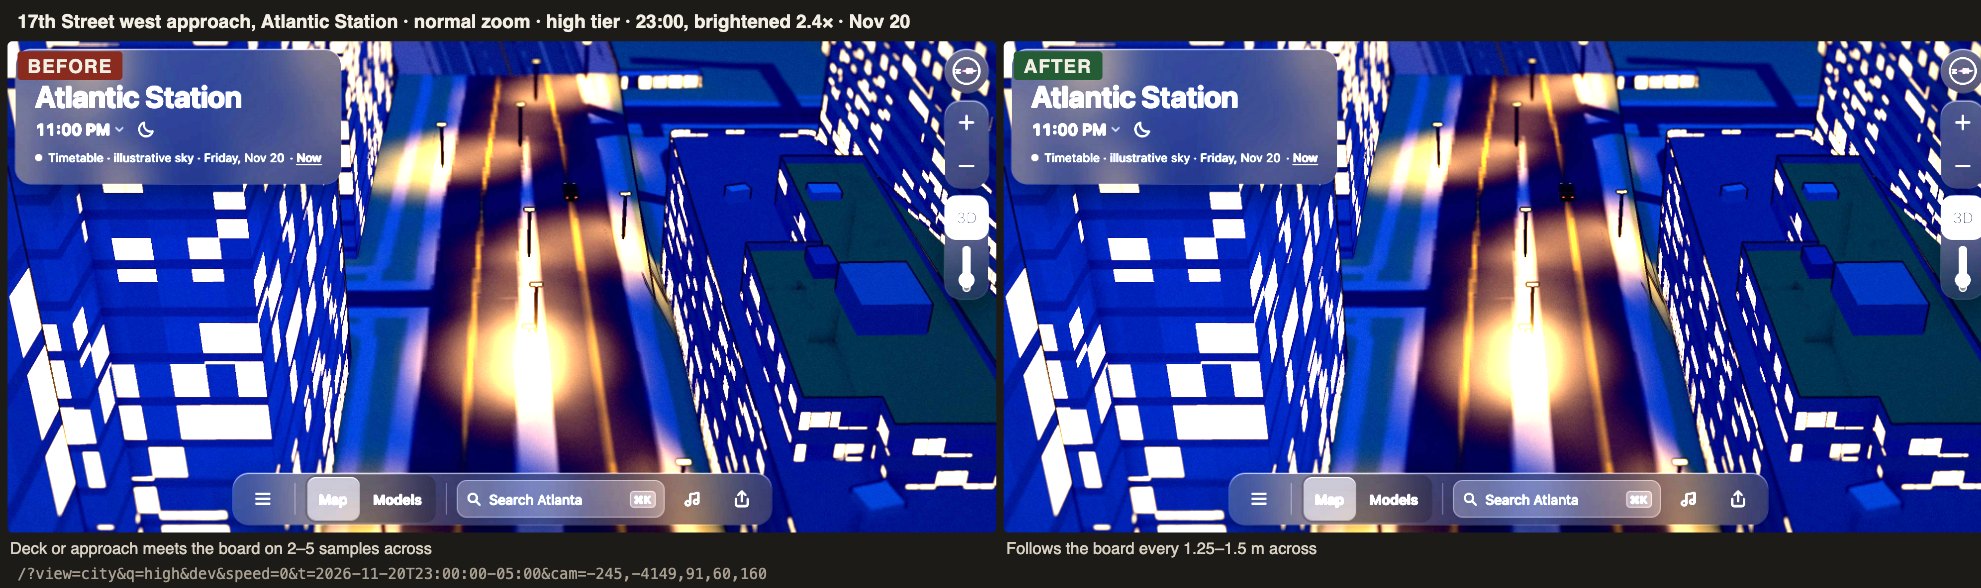 17th Street west approach, Atlantic Station · normal zoom · high tier · 23:00, brightened 2.4× · Nov 20
BEFORE
Atlantic Station
11:00 PM
Timetable · illustrative sky · Friday, Nov 20 · Now
3D
Map Models Search Atlanta ⌘K
Deck or approach meets the board on 2–5 samples across
AFTER
Atlantic Station
11:00 PM
Timetable · illustrative sky · Friday, Nov 20 · Now
3D
Map Models Search Atlanta ⌘K
Follows the board every 1.25–1.5 m across
/?view=city&q=high&dev&speed=0&t=2026-11-20T23:00:00-05:00&cam=-245,-4149,91,60,160